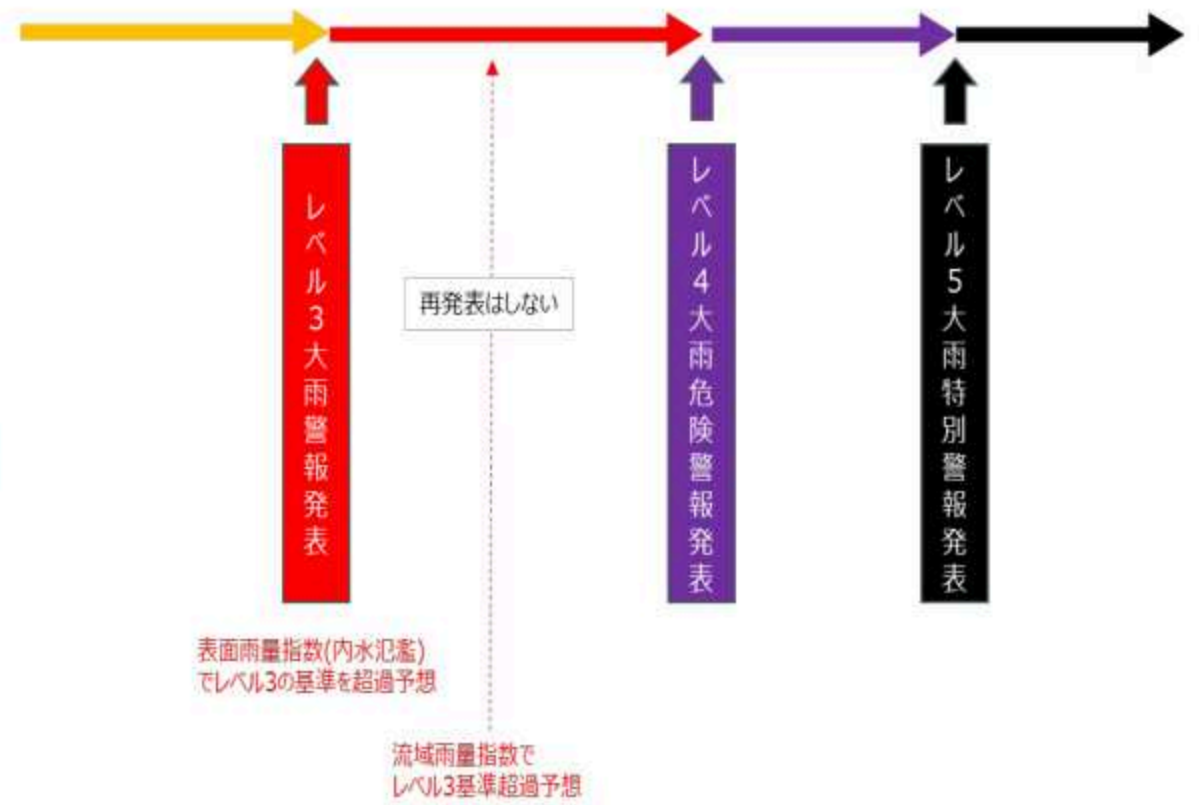 レベル3大雨警報発表
再発表はしない
レベル4大雨危険警報発表
レベル5大雨特別警報発表
表面雨量指数(内水氾濫)
でレベル3の基準を超過予想
流域雨量指数で
レベル3基準超過予想